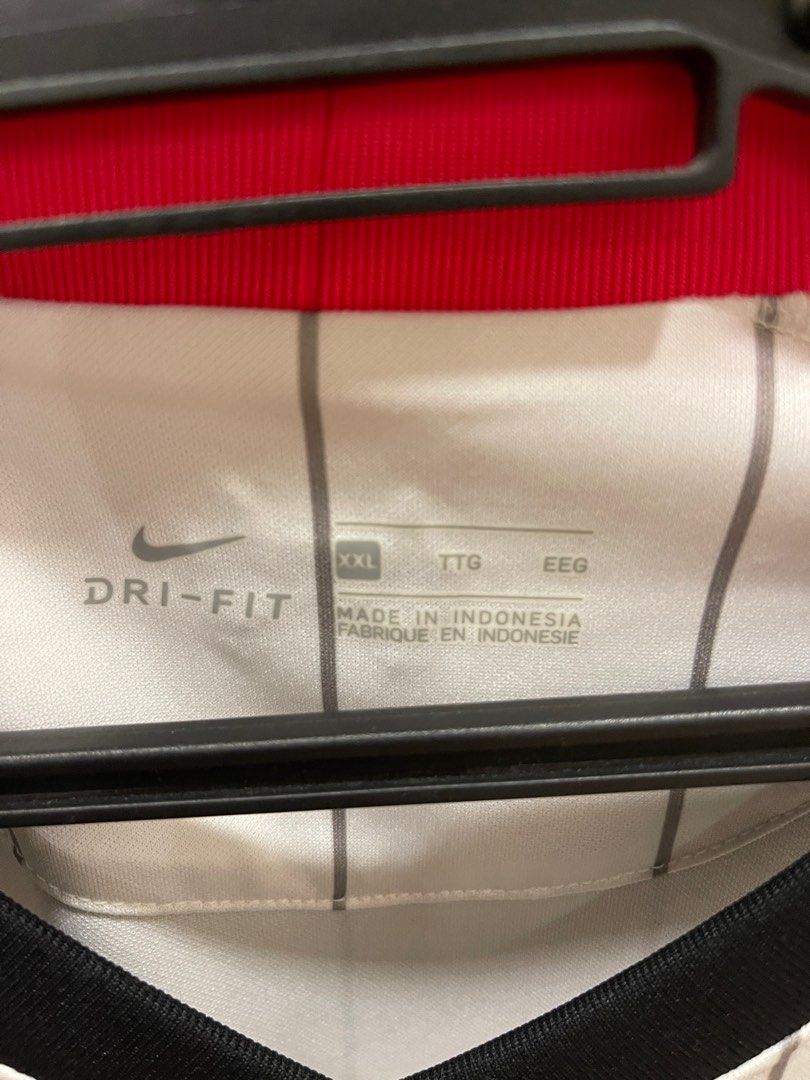 DRI-FIT
XXL TTG EEG
MADE IN INDONESIA
FABRIQUE EN INDONESIE